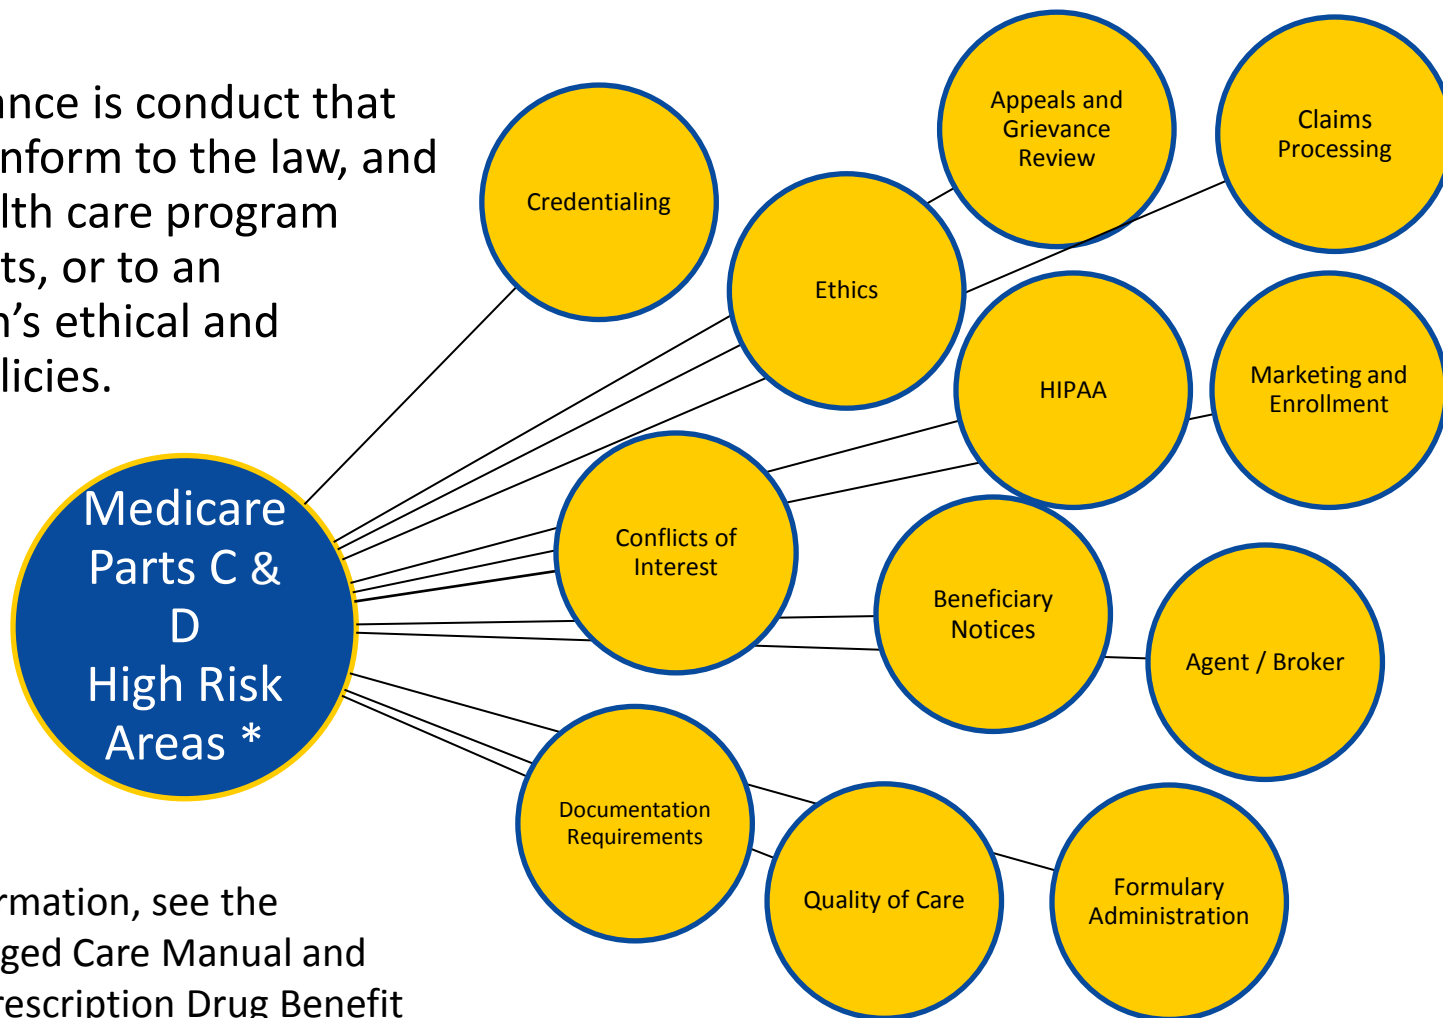 ance is conduct that
nform to the law, and
lth care program
ts, or to an
n’s ethical and
licies.
Credentialing
Appeals and
Grievance
Review
Claims
Processing
Ethics
HIPAA
Marketing and
Enrollment
Medicare
Parts C &
D
High Risk
Areas *
Conflicts of
Interest
Beneficiary
Notices
Agent / Broker
Documentation
Requirements
Quality of Care
Formulary
Administration
rmation, see the
ged Care Manual and
rescription Drug Benefit